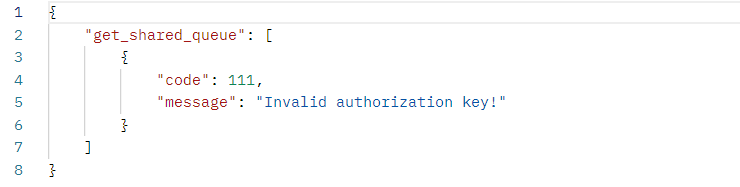 1 {
2 "get_shared_queue": [
3 {
4 "code": 111,
5 "message": "Invalid authorization key!"
6 }
7 ]
8 }